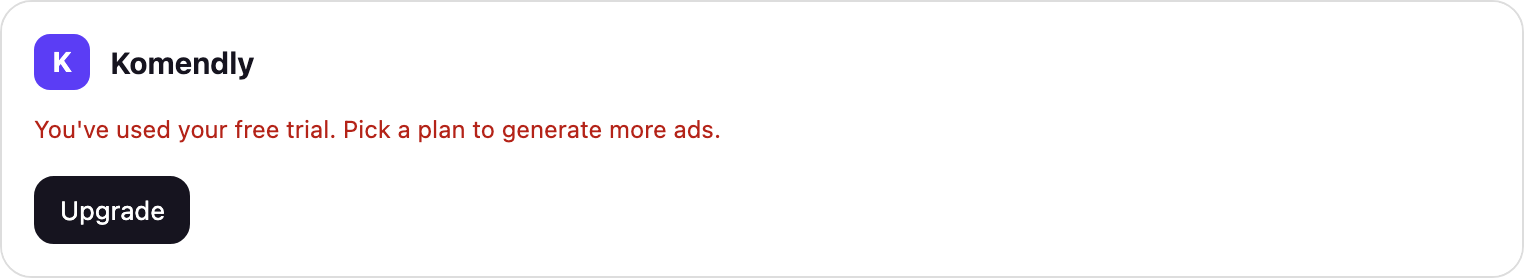 K
Komendly
You've used your free trial. Pick a plan to generate more ads.
Upgrade